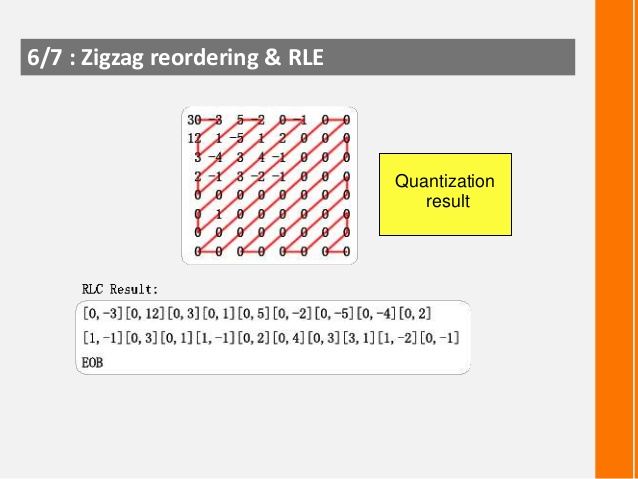 6/7 : Zigzag reordering & RLE
30 -3 5 -2 0 -1 0 0
12 1 -5 1 2 0 0 0
3 -4 3 4 -1 0 0 0
2 -1 3 -2 -1 0 0 0
0 0 0 0 0 0 0 0
0 1 0 0 0 0 0 0
0 0 0 0 0 0 0 0
0 0 0 0 0 0 0 0
Quantization
result
RLC Result:
[0,-3][0,12][0,3][0,1][0,5][0,-2][0,-5][0,-4][0,2]
[1,-1][0,3][0,1][1,-1][0,2][0,4][0,3][3,1][1,-2][0,-1]
EOB